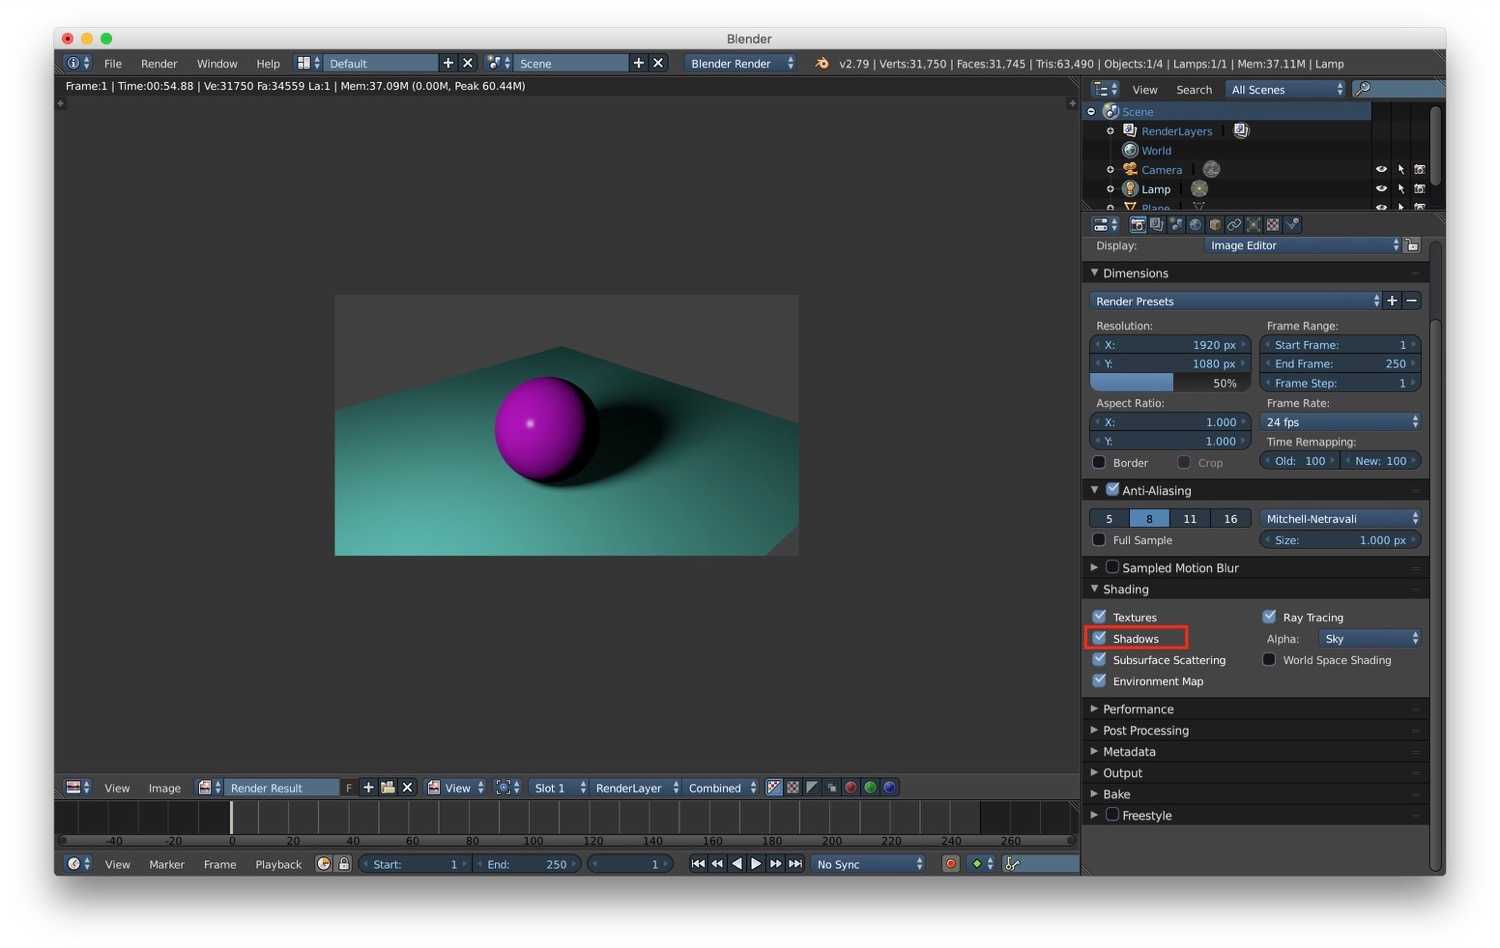 Blender
File Render Window Help Default Scene Blender Render v2.79 | Verts:31,750 | Faces:31,745 | Tris:63,490 | Objects:1/4 | Lamps:1/1 | Mem:37.11M | Lamp
Frame:1 | Time:00:54.88 | Ve:31750 Fa:34559 La:1 | Mem:37.09M (0.00M, Peak 60.44M)
View Search All Scenes
Scene
RenderLayers
World
Camera
Lamp
Plane
Display: Image Editor
Dimensions
Render Presets
Resolution: Frame Range:
X: 1920 px Start Frame: 1
Y: 1080 px End Frame: 250
50% Frame Step: 1
Aspect Ratio: Frame Rate:
X: 1.000 24 fps
Y: 1.000 Time Remapping:
Border Crop Old: 100 New: 100
Anti-Aliasing
5 8 11 16 Mitchell-Netravali
Full Sample Size: 1.000 px
Sampled Motion Blur
Shading
Textures Ray Tracing
Shadows Alpha: Sky
Subsurface Scattering World Space Shading
Environment Map
Performance
Post Processing
Metadata
Output
Bake
Freestyle
View Image Render Result F View Slot 1 RenderLayer Combined
-40 -20 0 20 40 60 80 100 120 140 160 180 200 220 240 260
View Marker Frame Playback Start: 1 End: 250 1 No Sync